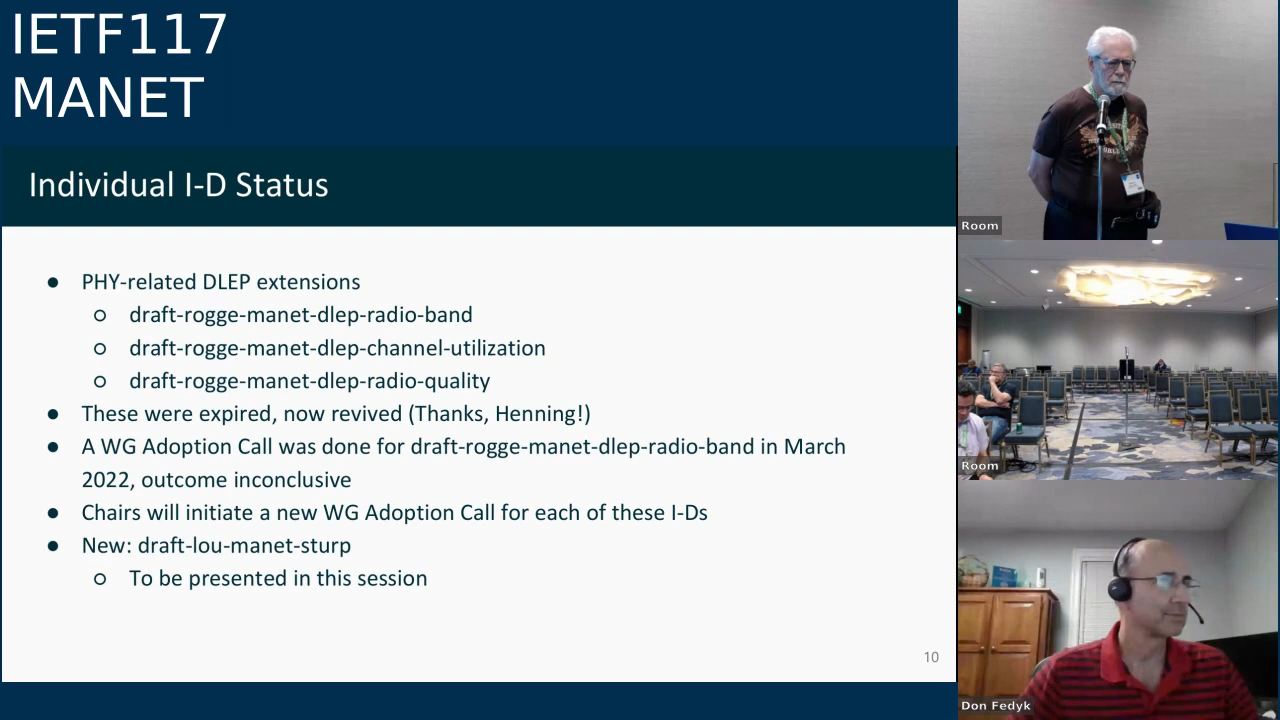 IETF117
MANET
Individual I-D Status
● PHY-related DLEP extensions
○ draft-rogge-manet-dlep-radio-band
○ draft-rogge-manet-dlep-channel-utilization
○ draft-rogge-manet-dlep-radio-quality
● These were expired, now revived (Thanks, Henning!)
● A WG Adoption Call was done for draft-rogge-manet-dlep-radio-band in March
2022, outcome inconclusive
● Chairs will initiate a new WG Adoption Call for each of these I-Ds
● New: draft-lou-manet-sturp
○ To be presented in this session
10
Room
Room
Don Fedyk